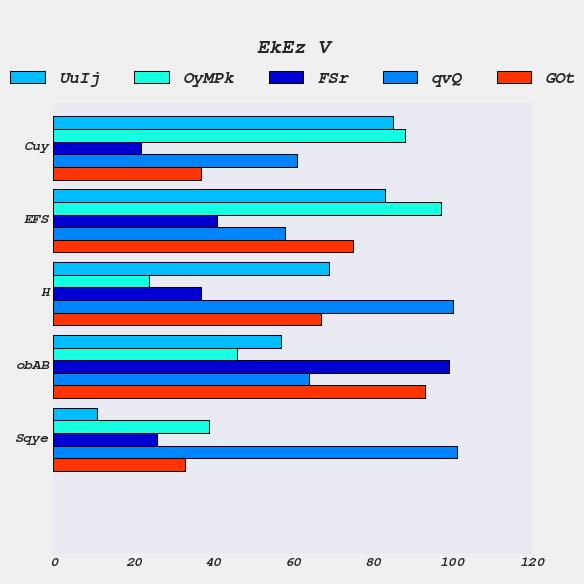 EkEz V
UuIj OyMPk FSr qvQ GOt
Cuy
EFS
H
obAB
Sqye
0 20 40 60 80 100 120